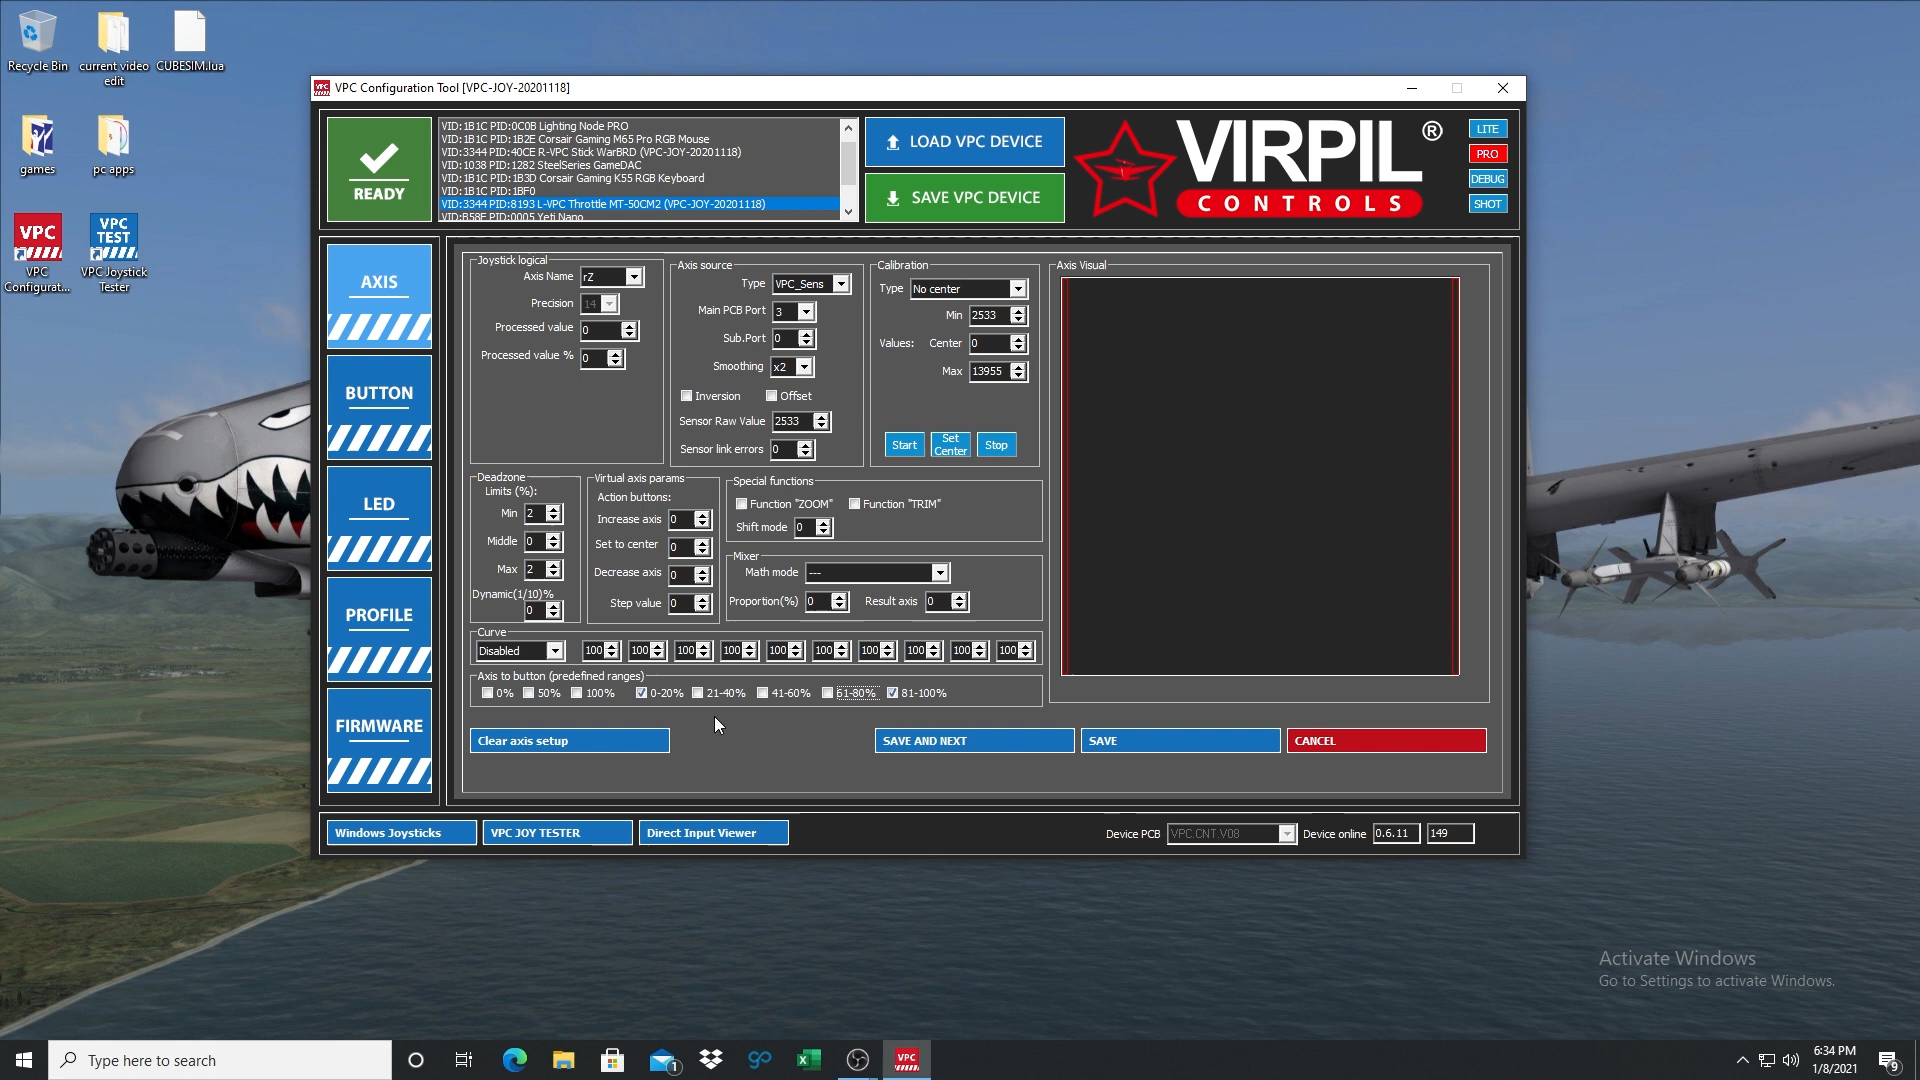 Recycle Bin
current video edit
CUBESIM.lua
games
pc apps
VPC
VPC Configurat...
VPC TEST
VPC Joystick Tester
VPC Configuration Tool [VPC-JOY-20201118]
READY
VID:1B1C PID:0C0B Lighting Node PRO
VID:1B1C PID:1B2E Corsair Gaming M65 Pro RGB Mouse
VID:3344 PID:40CE R-VPC Stick WarBRD (VPC-JOY-20201118)
VID:1038 PID:1282 SteelSeries GameDAC
VID:1B1C PID:1B3D Corsair Gaming K55 RGB Keyboard
VID:1B1C PID:1BF0
VID:3344 PID:8193 L-VPC Throttle MT-50CM2 (VPC-JOY-20201118)
VID:B58E PID:0005 Yeti Nano
LOAD VPC DEVICE
SAVE VPC DEVICE
VIRPIL ®
CONTROLS
LITE
PRO
DEBUG
SHOT
AXIS
BUTTON
LED
PROFILE
FIRMWARE
Joystick logical
Axis Name rZ
Precision 14
Processed value 0
Processed value % 0
Axis source
Type VPC_Sens
Main PCB Port 3
Sub.Port 0
Smoothing x2
Inversion Offset
Sensor Raw Value 2533
Sensor link errors 0
Calibration
Type No center
Min 2533
Values: Center 0
Max 13955
Start
Set Center
Stop
Axis Visual
Deadzone
Limits (%):
Min 2
Middle 0
Max 2
Dynamic(1/10)%
0
Virtual axis params
Action buttons:
Increase axis 0
Set to center 0
Decrease axis 0
Step value 0
Special functions
Function "ZOOM" Function "TRIM"
Shift mode 0
Mixer
Math mode ---
Proportion(%) 0 Result axis 0
Curve
Disabled 100 100 100 100 100 100 100 100 100 100
Axis to button (predefined ranges)
0% 50% 100% 0-20% 21-40% 41-60% 61-80% 81-100%
Clear axis setup
SAVE AND NEXT
SAVE
CANCEL
Windows Joysticks
VPC JOY TESTER
Direct Input Viewer
Device PCB VPC.CNT.V08 Device online 0.6.11 149
Activate Windows
Go to Settings to activate Windows.
Type here to search
1
VPC
6:34 PM
1/8/2021
9